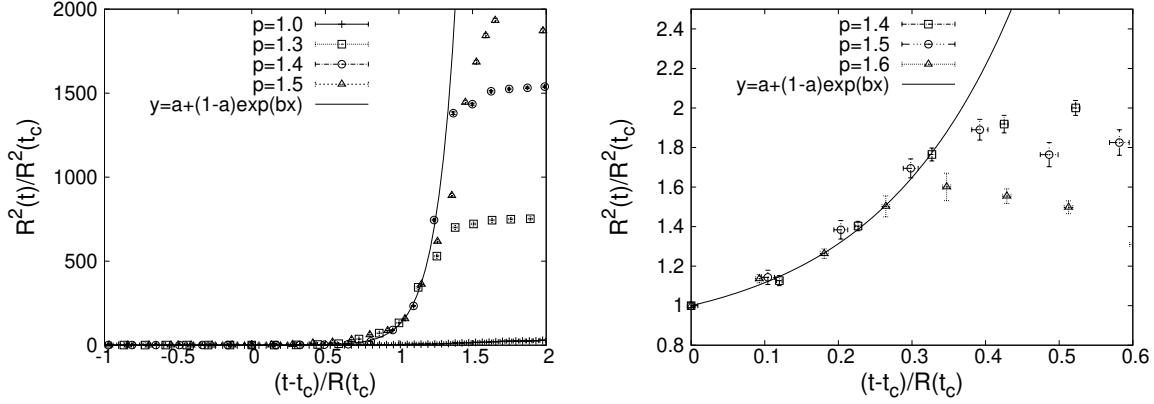 2000
1500
1000
500
0
R²(t)/R²(t_c)
p=1.0
p=1.3
p=1.4
p=1.5
y=a+(1-a)exp(bx)
-1 -0.5 0 0.5 1 1.5 2
(t-t_c)/R(t_c)
2.4
2.2
2
1.8
1.6
1.4
1.2
1
0.8
R²(t)/R²(t_c)
p=1.4
p=1.5
p=1.6
y=a+(1-a)exp(bx)
0 0.1 0.2 0.3 0.4 0.5 0.6
(t-t_c)/R(t_c)